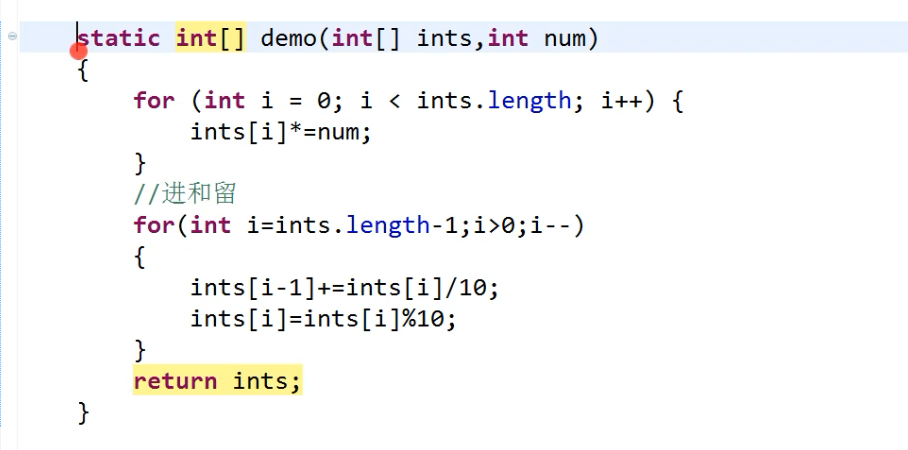 static int[] demo(int[] ints,int num)
{
for (int i = 0; i < ints.length; i++) {
ints[i]*=num;
}
//进和留
for(int i=ints.length-1;i>0;i--)
{
ints[i-1]+=ints[i]/10;
ints[i]=ints[i]%10;
}
return ints;
}